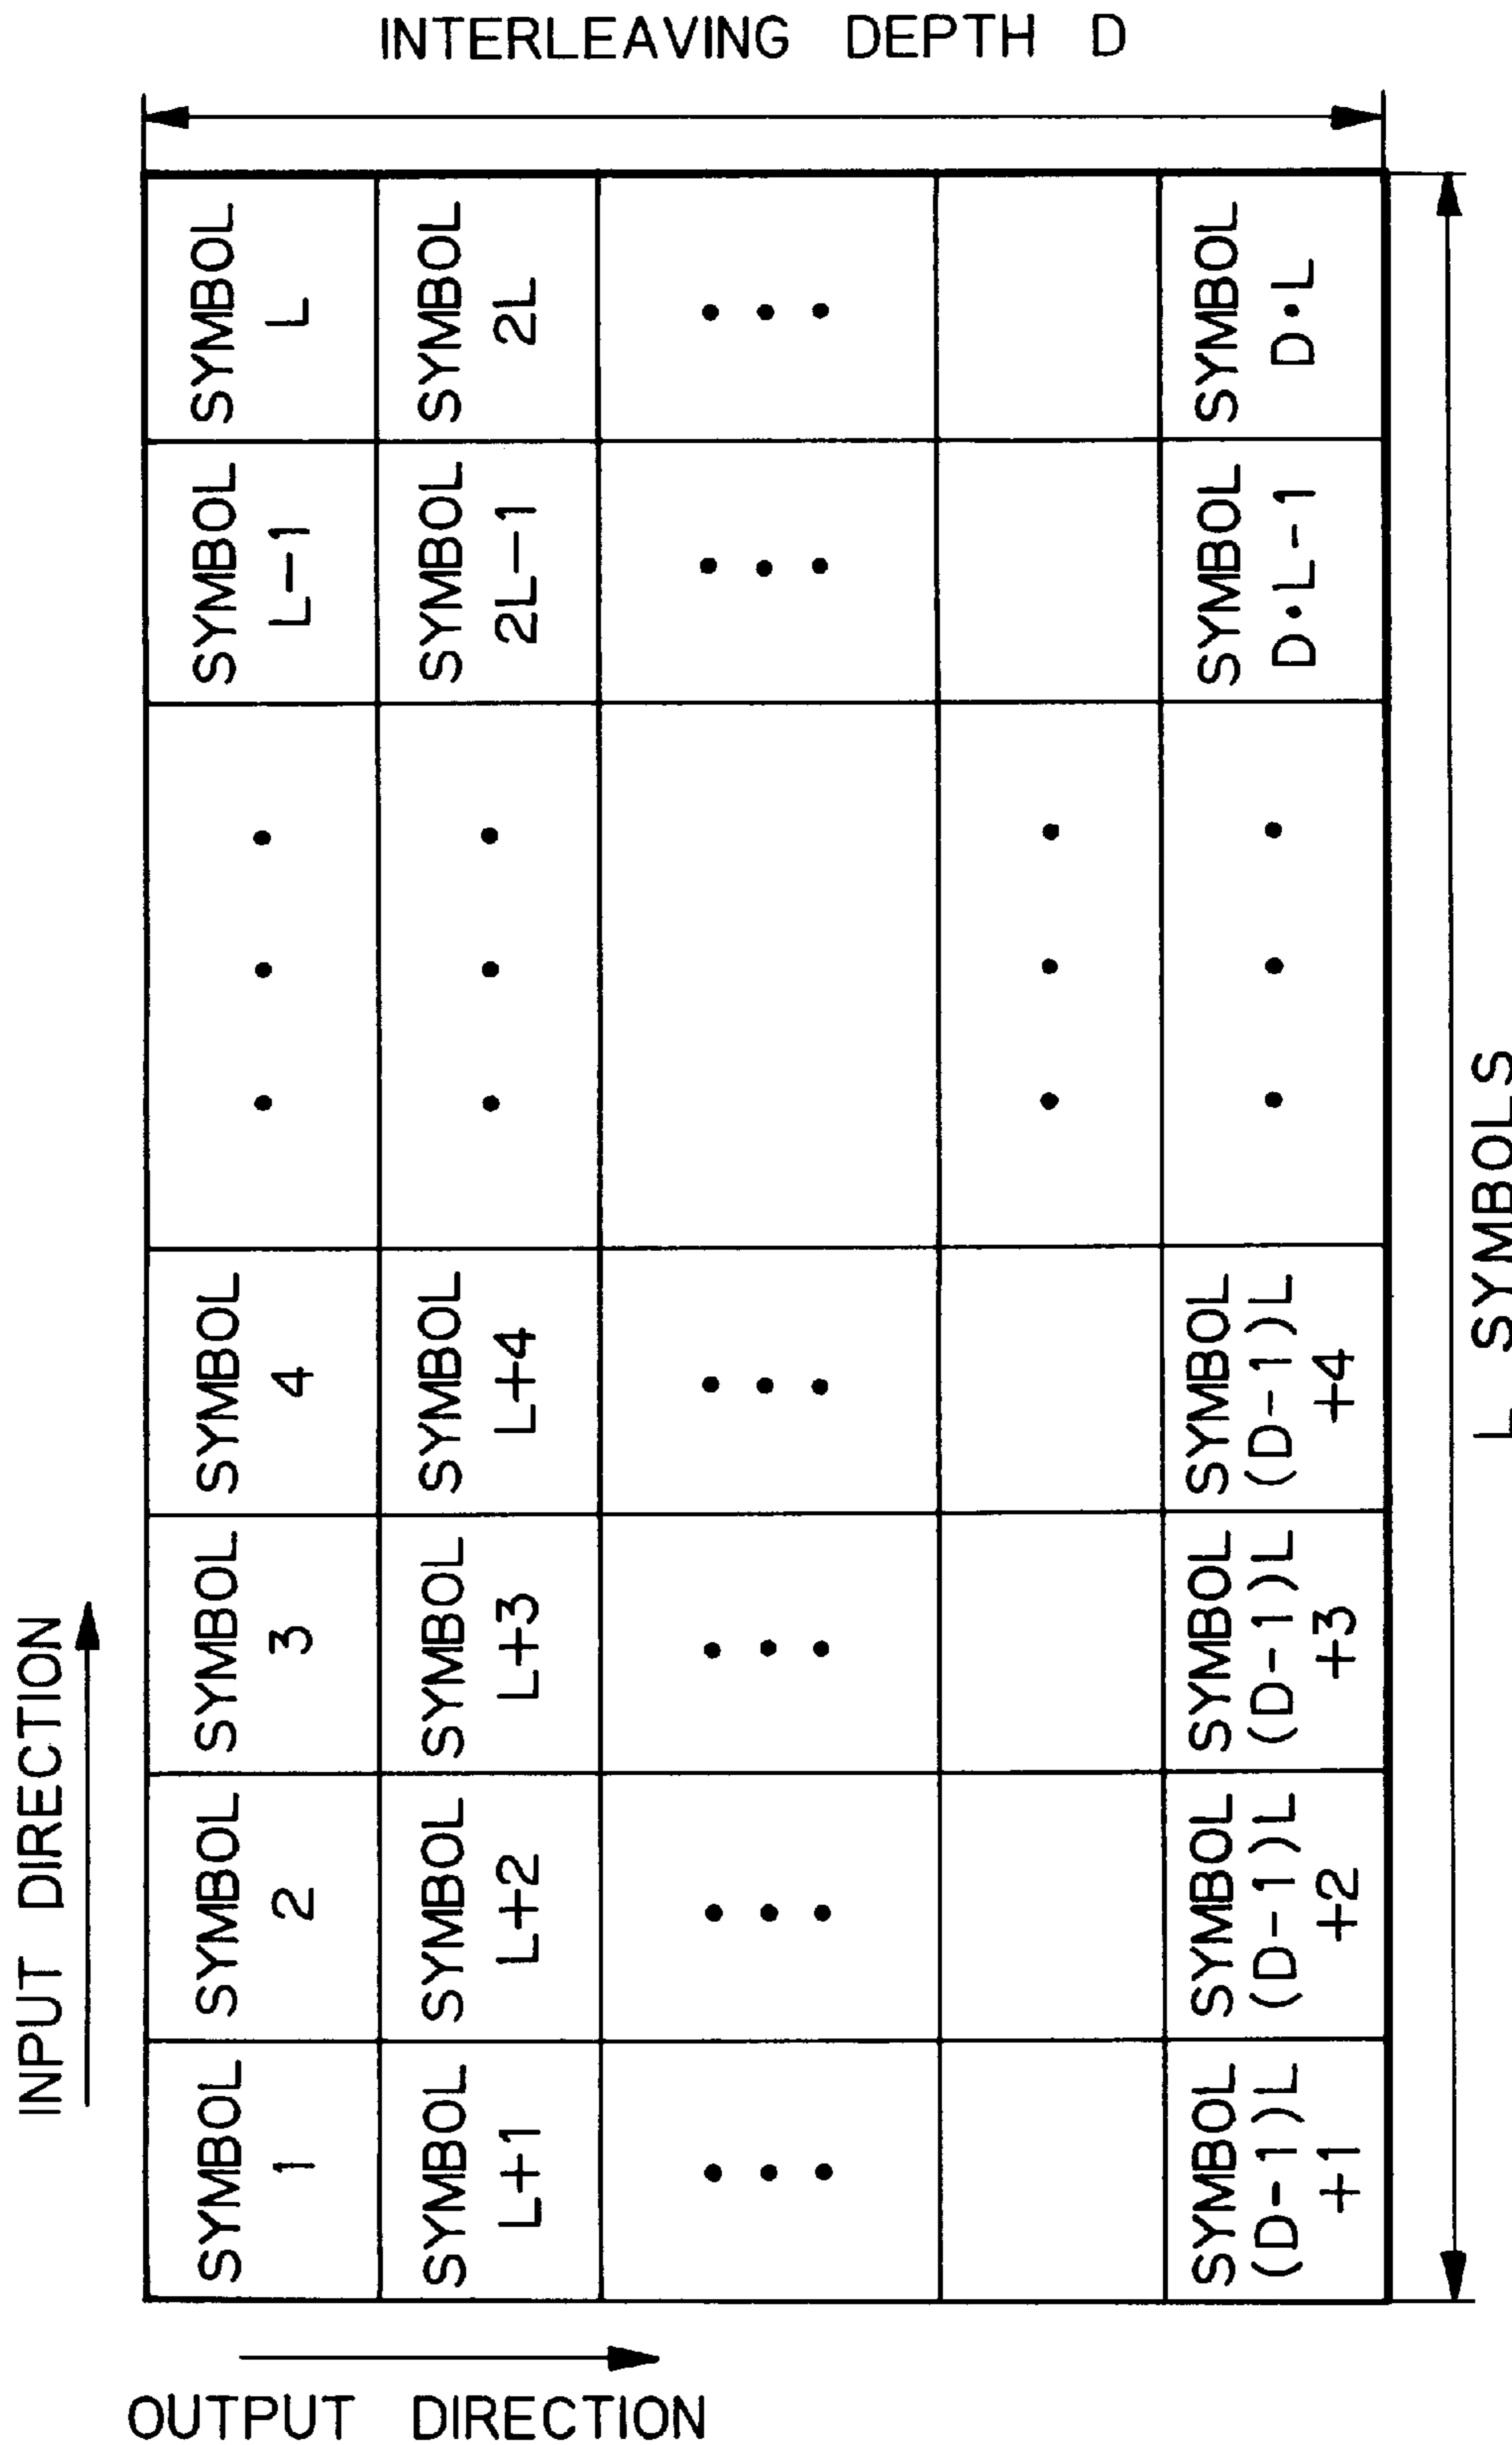 INTERLEAVING DEPTH D
INPUT DIRECTION
SYMBOL
1
SYMBOL
2
SYMBOL
3
SYMBOL
4
SYMBOL
L-1
SYMBOL
L
SYMBOL
L+1
SYMBOL
L+2
SYMBOL
L+3
SYMBOL
L+4
SYMBOL
2L-1
SYMBOL
2L
SYMBOL
(D-1)L
+1
SYMBOL
(D-1)L
+2
SYMBOL
(D-1)L
+3
SYMBOL
(D-1)L
+4
SYMBOL
D•L-1
SYMBOL
D•L
L SYMBOLS
OUTPUT DIRECTION